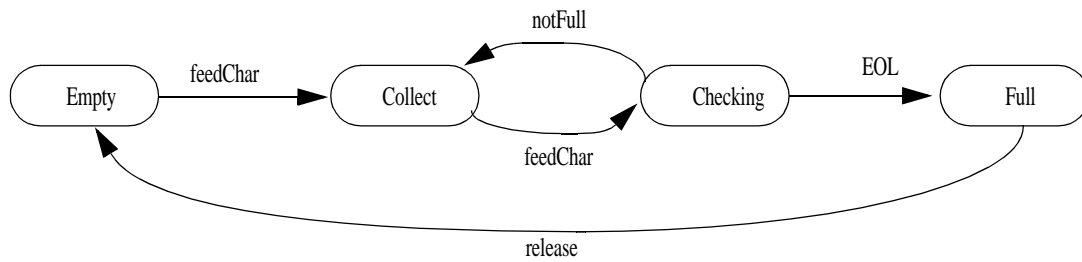 notFull
feedChar
EOL
Empty
Collect
Checking
Full
feedChar
release